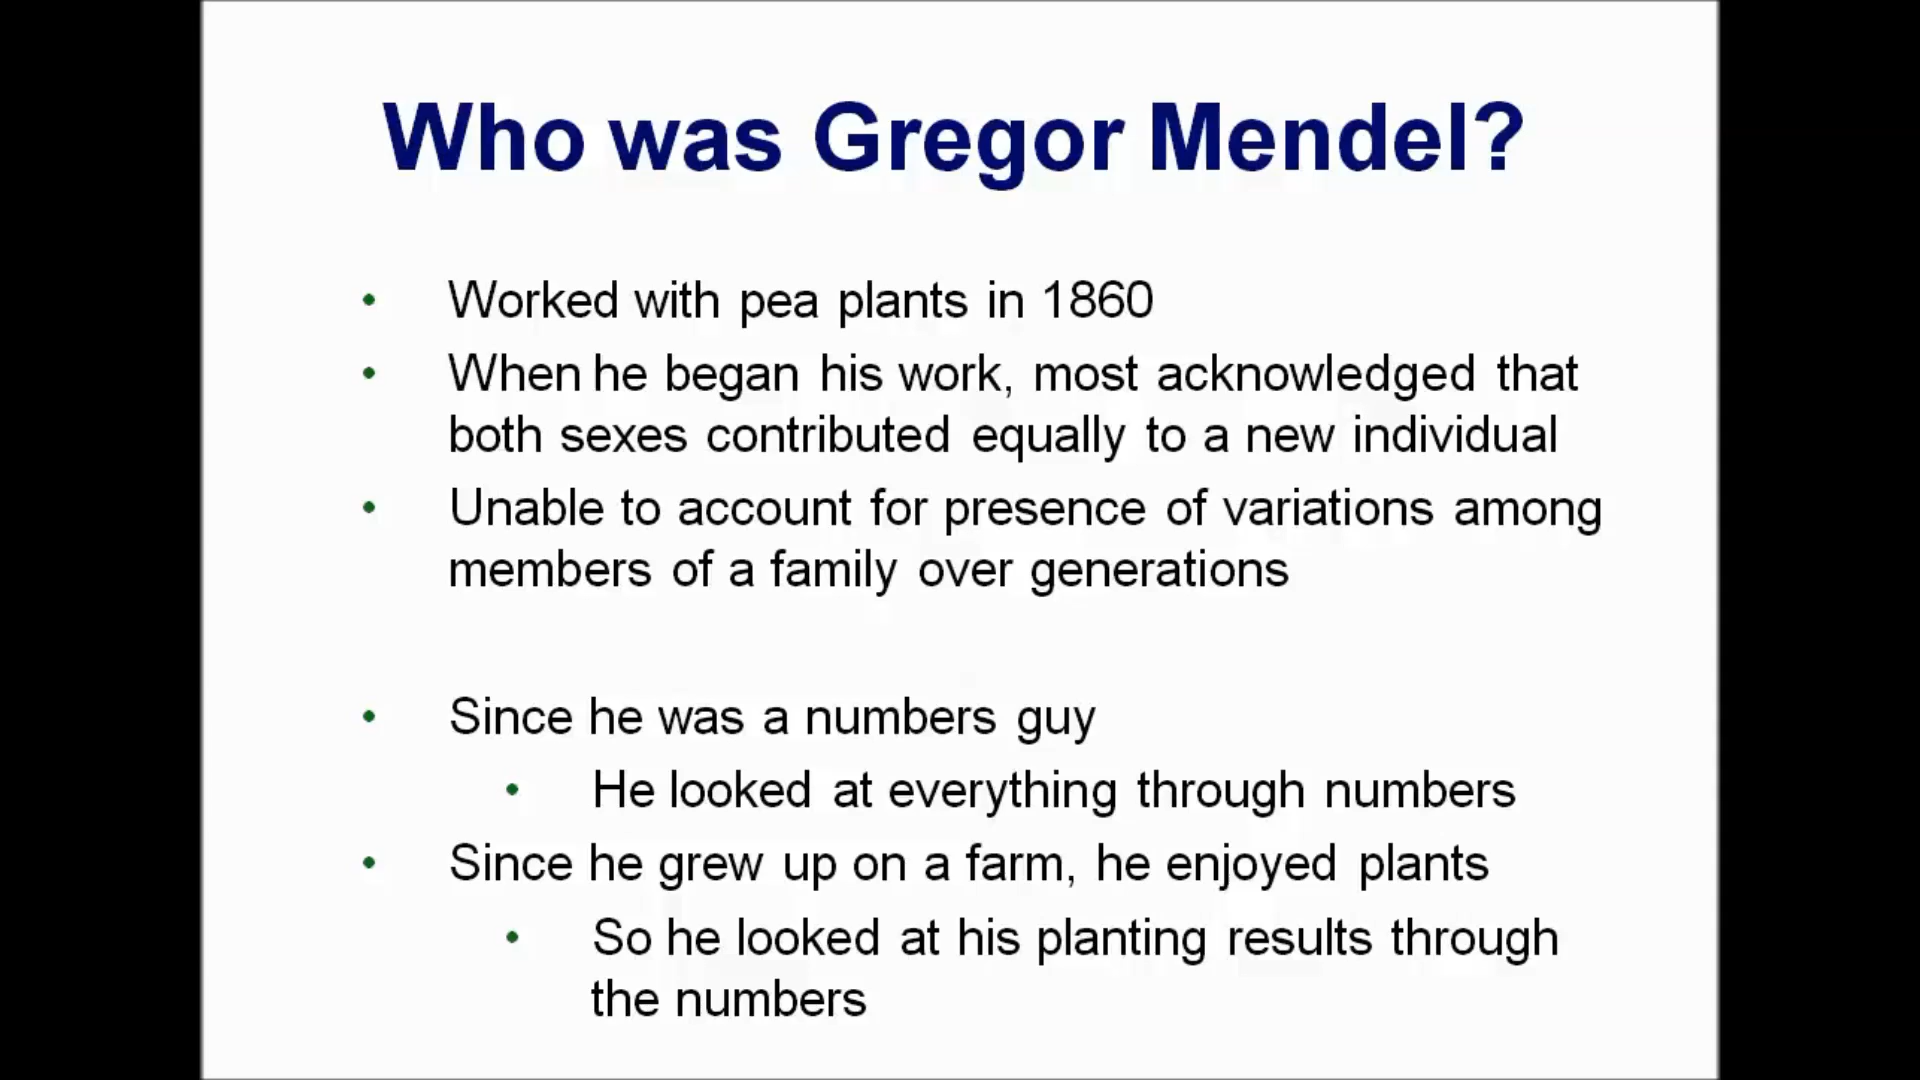 Who was Gregor Mendel?
• Worked with pea plants in 1860
• When he began his work, most acknowledged that
both sexes contributed equally to a new individual
• Unable to account for presence of variations among
members of a family over generations
• Since he was a numbers guy
• He looked at everything through numbers
• Since he grew up on a farm, he enjoyed plants
• So he looked at his planting results through
the numbers